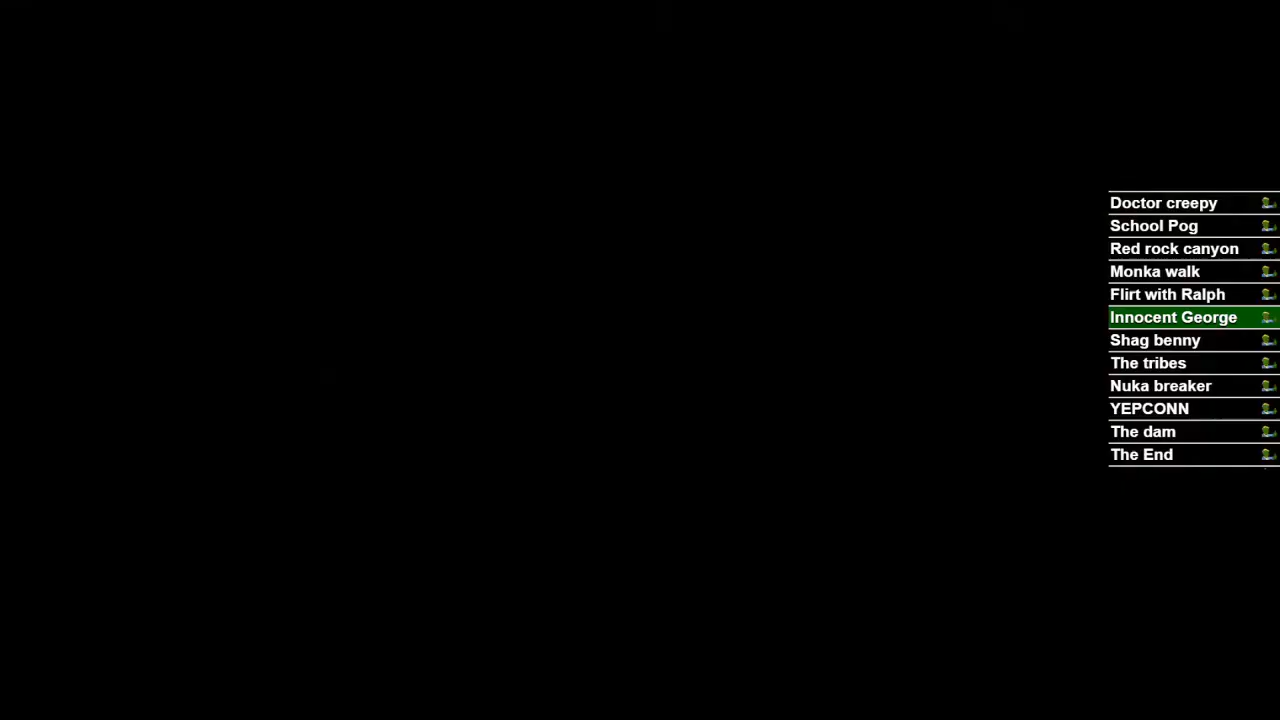 Doctor creepy
School Pog
Red rock canyon
Monka walk
Flirt with Ralph
Innocent George
Shag benny
The tribes
Nuka breaker
YEPCONN
The dam
The End